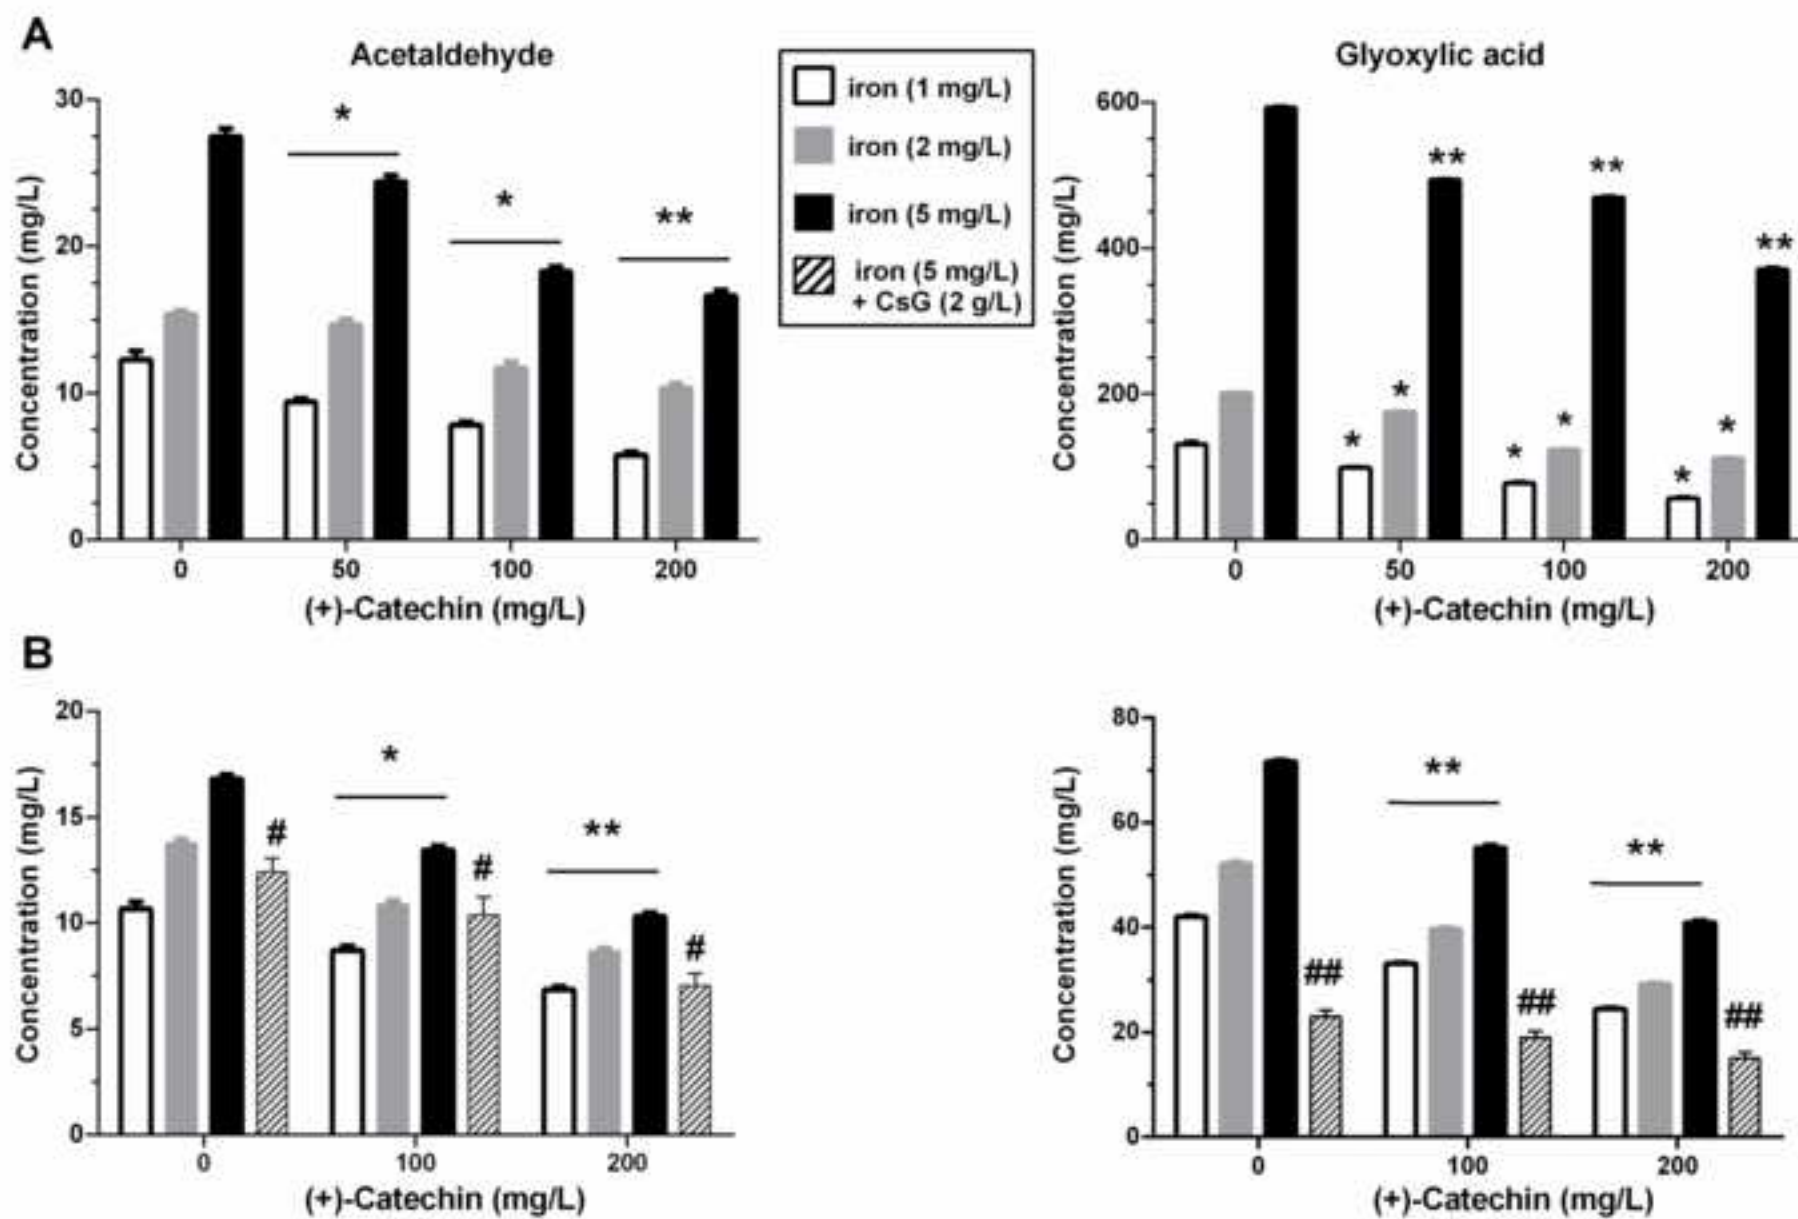 A
Acetaldehyde
Concentration (mg/L)
30
20
10
0
*
*
**
0 50 100 200
(+)-Catechin (mg/L)
iron (1 mg/L)
iron (2 mg/L)
iron (5 mg/L)
iron (5 mg/L)
+ CsG (2 g/L)
Glyoxylic acid
Concentration (mg/L)
600
400
200
0
* * **
* * **
* * **
0 50 100 200
(+)-Catechin (mg/L)
B
Concentration (mg/L)
20
15
10
5
0
#
*
#
**
#
0 100 200
(+)-Catechin (mg/L)
Concentration (mg/L)
80
60
40
20
0
##
**
##
**
##
0 100 200
(+)-Catechin (mg/L)